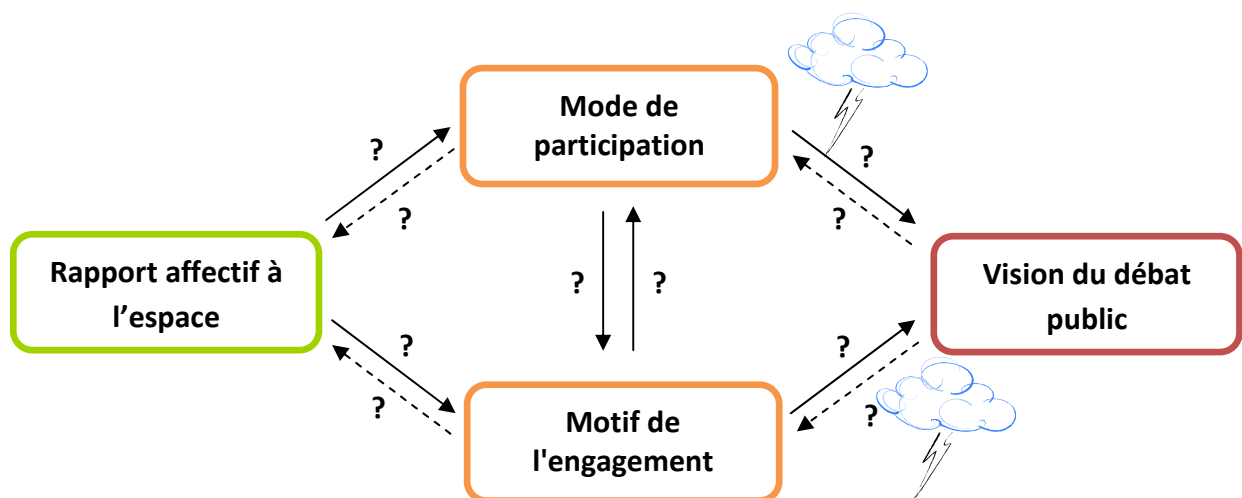 Mode de
participation
?
?
?
?
Rapport affectif à
l’espace
?
?
Vision du débat
public
?
?
?
?
Motif de
l'engagement